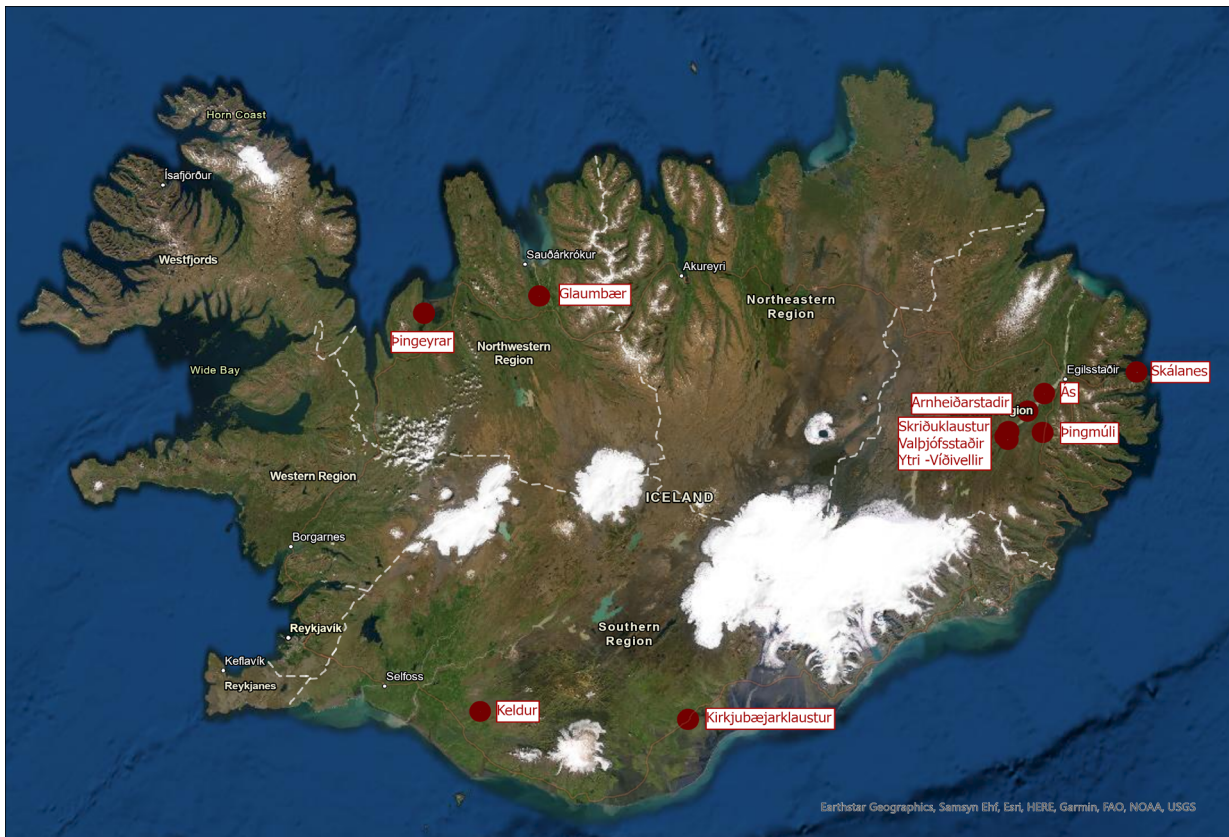 Horn Coast
Ísafjörður
Westfjords
Sauðárkrókur
Akureyri
Glaumbær
Northeastern
Region
Þingeyrar
Northwestern
Region
Wide Bay
Egilsstaðir
Skálanes
Ás
Arnheiðarstadir
gion
Skriðuklaustur
Valþjófsstaðir
Ytri -Víðivellir
Þingmúli
Western Region
ICELAND
Borgarnes
Reykjavík
Southern
Region
Keflavík
Reykjanes
Selfoss
Keldur
Kirkjubæjarklaustur
Earthstar Geographics, Samsyn Ehf, Esri, HERE, Garmin, FAO, NOAA, USGS